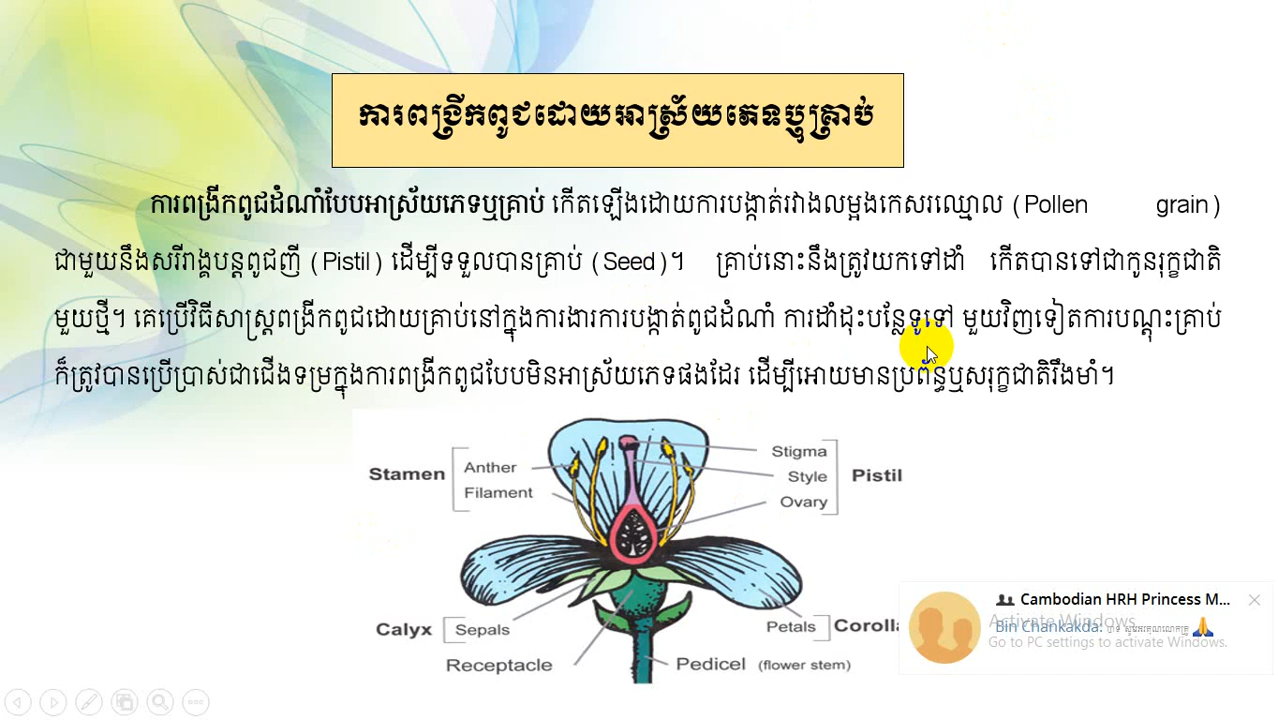 ការពង្រីកពូជដោយអាស្រ័យភេទឬគ្រាប់
ការពង្រីកពូជដំណាំបែបអាស្រ័យភេទឬគ្រាប់ កើតឡើងដោយការបង្កាត់រវាងលម្អងកេសរឈ្មោល (Pollen grain)
ជាមួយនឹងសរីរាង្គបន្តពូជញី (Pistil) ដើម្បីទទួលបានគ្រាប់ (Seed)។ គ្រាប់នោះនឹងត្រូវយកទៅដាំ កើតបានទៅជាកូនរុក្ខជាតិ
មួយថ្មី។ គេប្រើវិធីសាស្ត្រពង្រីកពូជដោយគ្រាប់នៅក្នុងការងារការបង្កាត់ពូជដំណាំ ការដាំដុះបន្លែទូទៅ មួយវិញទៀតការបណ្តុះគ្រាប់
ក៏ត្រូវបានប្រើប្រាស់ជាជើងទម្រក្នុងការពង្រីកពូជបែបមិនអាស្រ័យភេទផងដែរ ដើម្បីអោយមានប្រព័ន្ធឬសរុក្ខជាតិរឹងមាំ។
Stamen
Anther
Filament
Stigma
Style
Ovary
Pistil
Calyx
Sepals
Petals
Corolla
Receptacle
Pedicel (flower stem)
Cambodian HRH Princess M...
Activate Windows
Bin Chankakda:
Go to PC settings to activate Windows.